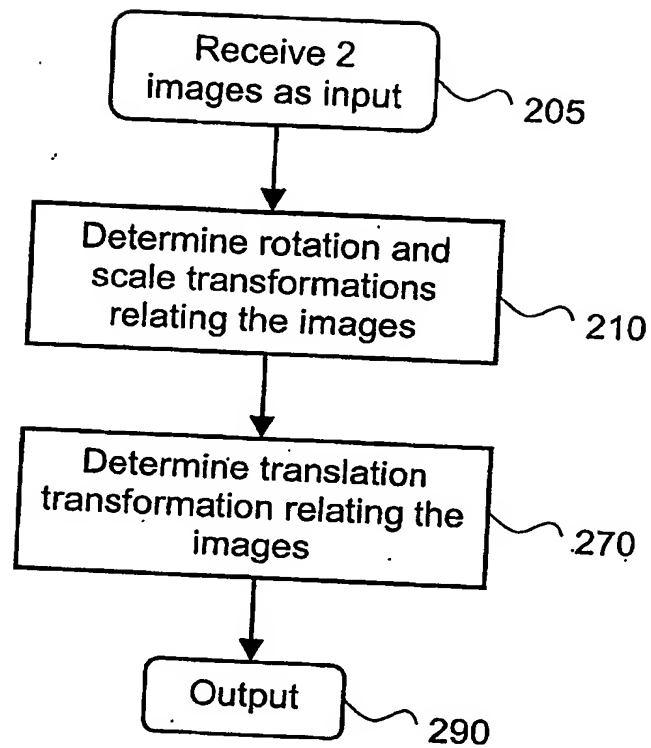 Receive 2
images as input
205
Determine rotation and
scale transformations
relating the images
210
Determine translation
transformation relating the
images
270
Output
290